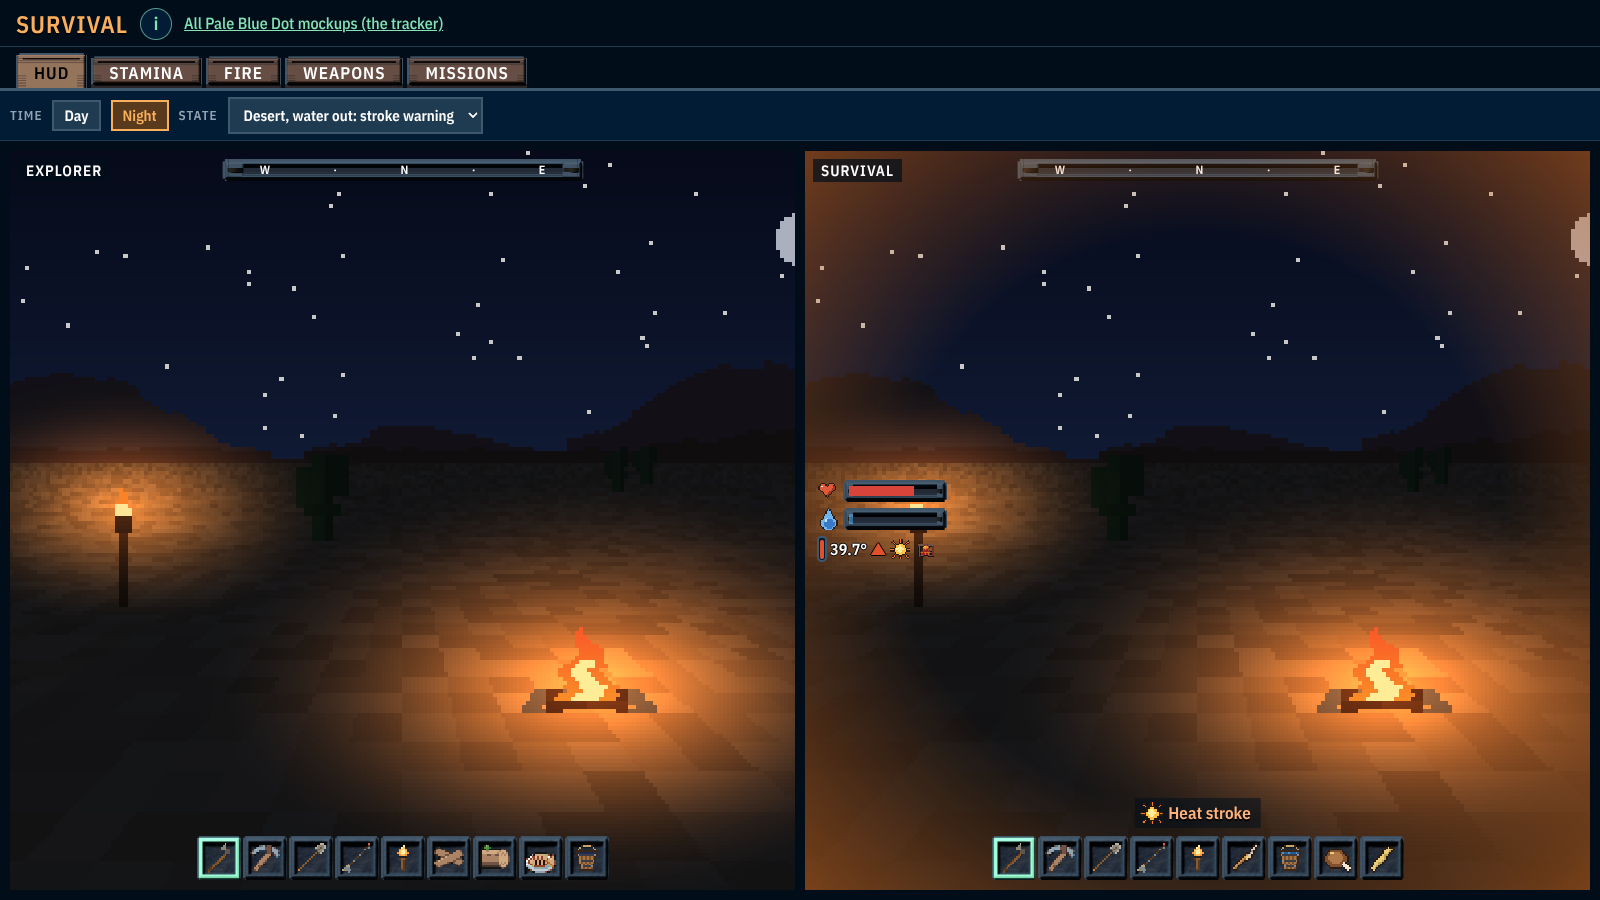 SURVIVAL i All Pale Blue Dot mockups (the tracker)
HUD STAMINA FIRE WEAPONS MISSIONS
TIME Day Night STATE Desert, water out: stroke warning
EXPLORER W · N · E
SURVIVAL W · N · E
39.7°
Heat stroke